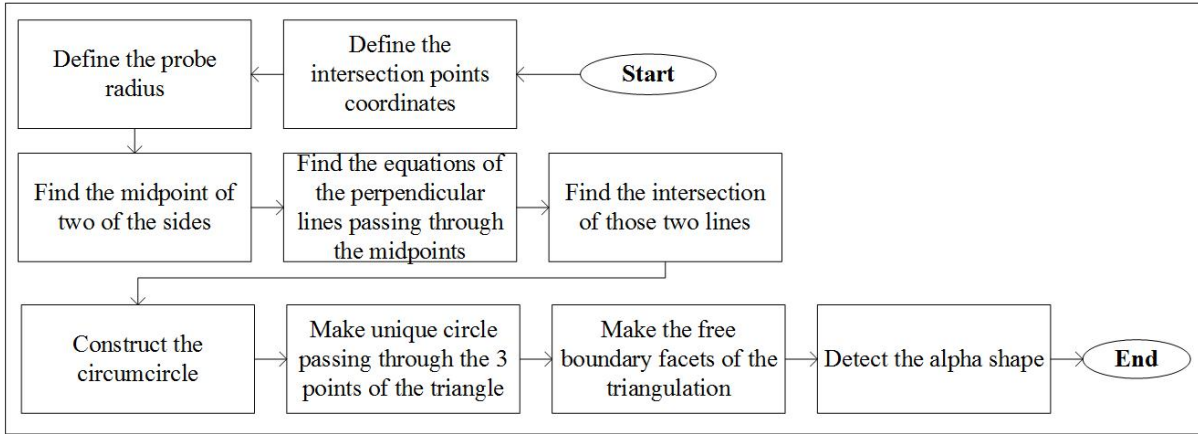 Start
Define the
intersection points
coordinates
Define the probe
radius
Find the midpoint of
two of the sides
Find the equations of
the perpendicular
lines passing through
the midpoints
Find the intersection
of those two lines
Construct the
circumcircle
Make unique circle
passing through the 3
points of the triangle
Make the free
boundary facets of the
triangulation
Detect the alpha shape
End